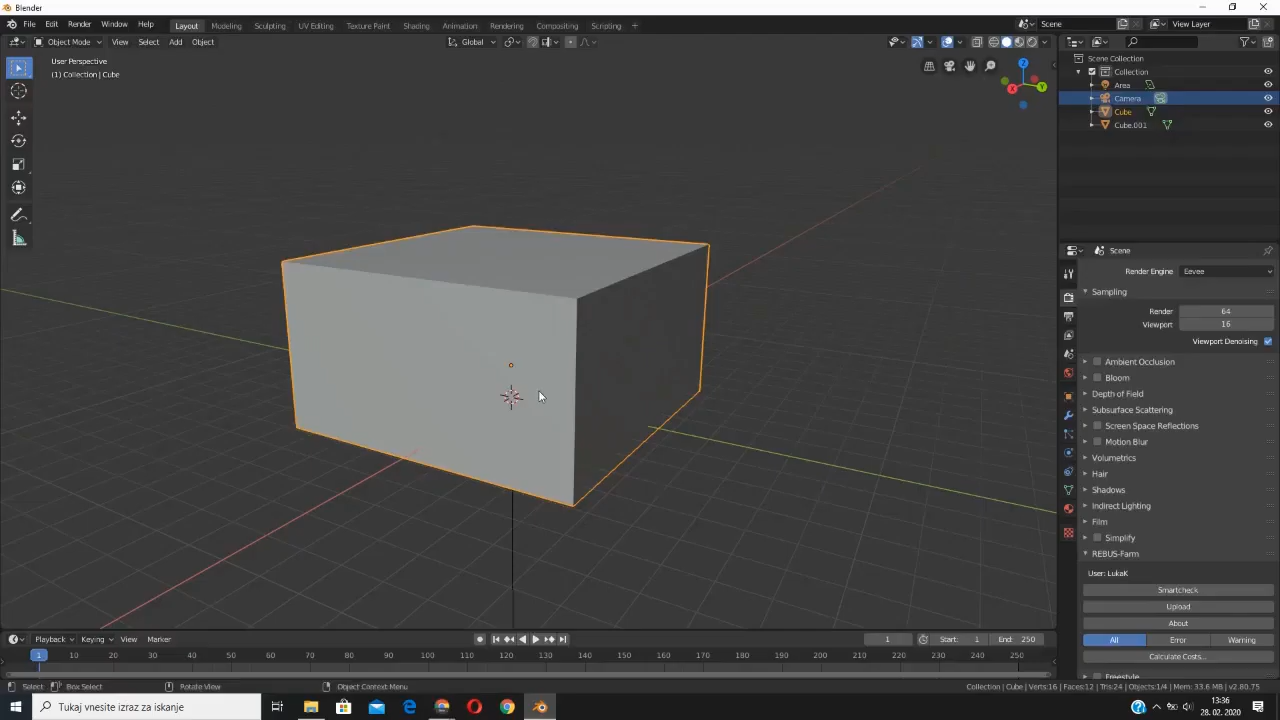 Blender
File Edit Render Window Help Layout Modeling Sculpting UV Editing Texture Paint Shading Animation Rendering Compositing Scripting + Scene View Layer
Object Mode View Select Add Object Global
User Perspective
(1) Collection | Cube
Z
X
Y
Scene Collection
Collection
Area
Camera
Cube
Cube.001
Scene
Render Engine Eevee
Sampling
Render 64
Viewport 16
Viewport Denoising
Ambient Occlusion
Bloom
Depth of Field
Subsurface Scattering
Screen Space Reflections
Motion Blur
Volumetrics
Hair
Shadows
Indirect Lighting
Film
Simplify
REBUS-Farm
User: LukaK
Smartcheck
Upload
About
All Error Warning
Calculate Costs...
Freestyle
Playback Keying View Marker 1 Start: 1 End: 250
1 10 20 30 40 50 60 70 80 90 100 110 120 130 140 150 160 170 180 190 200 210 220 230 240 250
Select Box Select Rotate View Object Context Menu Collection | Cube | Verts:16 | Faces:12 | Tris:24 | Objects:1/4 | Mem: 33.6 MB | v2.80.75
Tukaj vnesite izraz za iskanje
13:36
28. 02. 2020